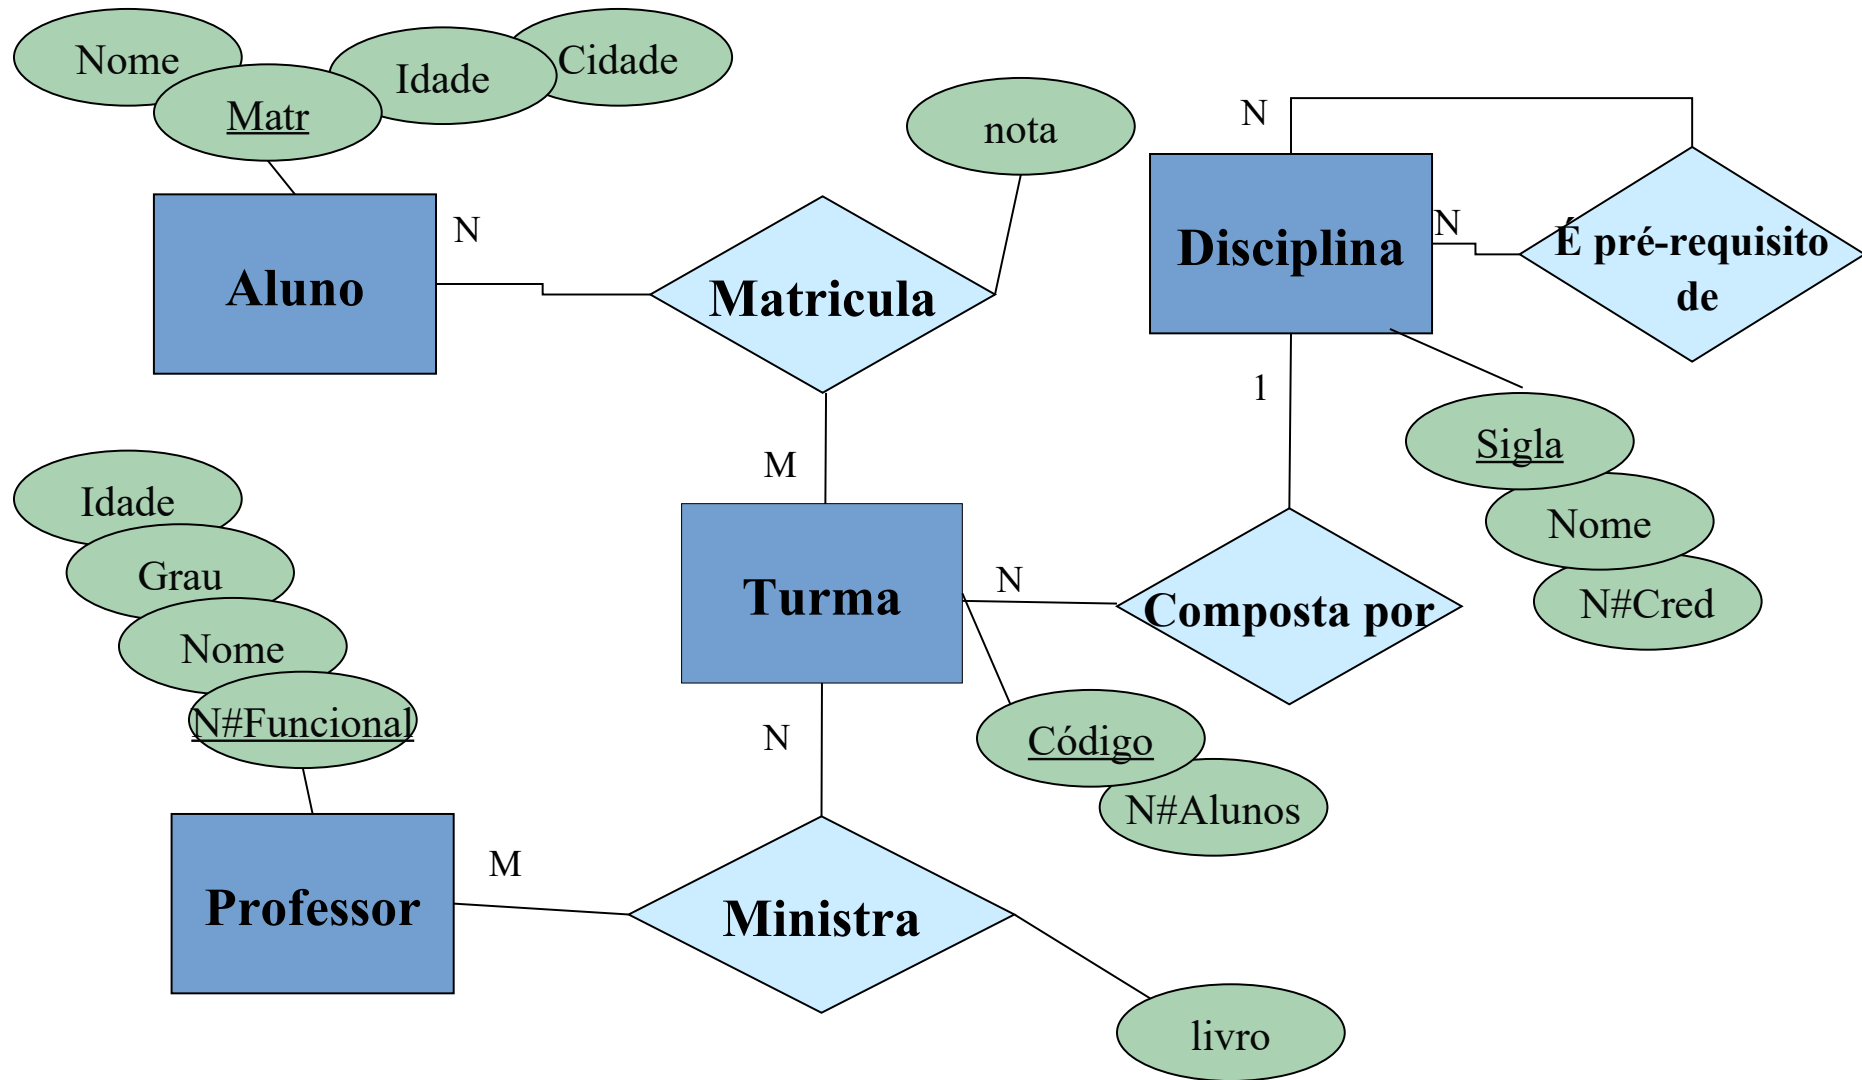 Nome
Matr
Idade
Cidade
nota
N
Disciplina
N
É pré-requisito
de
Aluno
N
Matricula
1
Sigla
Nome
N#Cred
M
Idade
Grau
Nome
N#Funcional
Turma
N
Composta por
N
Código
N#Alunos
Professor
M
Ministra
livro